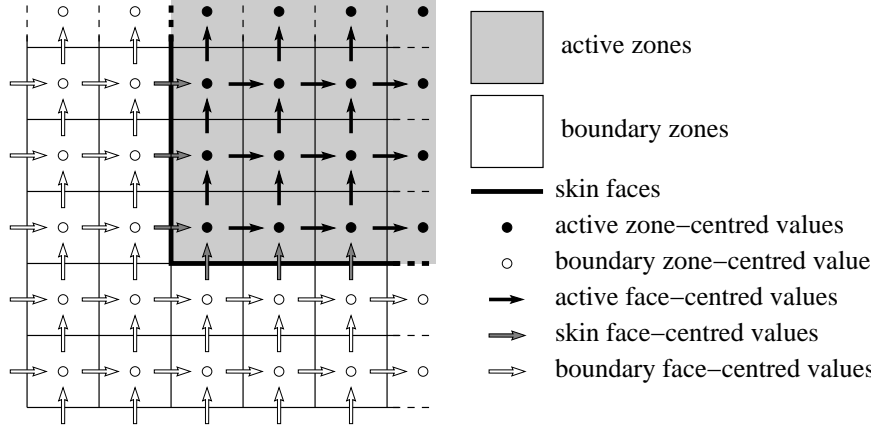 active zones
boundary zones
skin faces
active zone−centred values
boundary zone−centred value
active face−centred values
skin face−centred values
boundary face−centred values